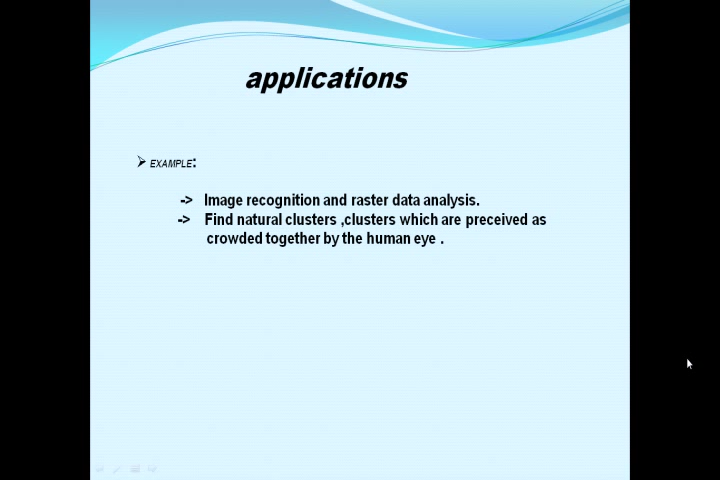 applications
➢ EXAMPLE:
-> Image recognition and raster data analysis.
-> Find natural clusters ,clusters which are preceived as
crowded together by the human eye .